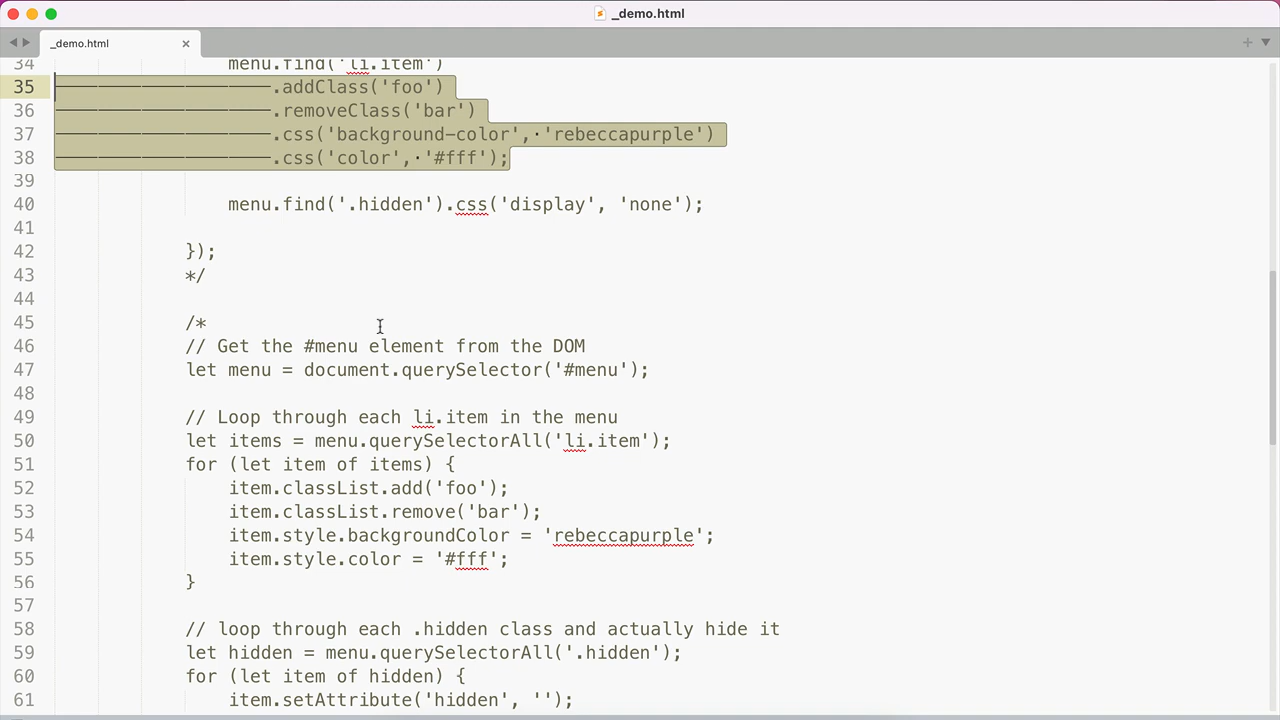 _demo.html
_demo.html
34 menu.find('li.item')
35 .addClass('foo')
36 .removeClass('bar')
37 .css('background-color', 'rebeccapurple')
38 .css('color', '#fff');
39
40 menu.find('.hidden').css('display', 'none');
41
42 });
43 */
44
45 /*
46 // Get the #menu element from the DOM
47 let menu = document.querySelector('#menu');
48
49 // Loop through each li.item in the menu
50 let items = menu.querySelectorAll('li.item');
51 for (let item of items) {
52 item.classList.add('foo');
53 item.classList.remove('bar');
54 item.style.backgroundColor = 'rebeccapurple';
55 item.style.color = '#fff';
56 }
57
58 // loop through each .hidden class and actually hide it
59 let hidden = menu.querySelectorAll('.hidden');
60 for (let item of hidden) {
61 item.setAttribute('hidden', '');